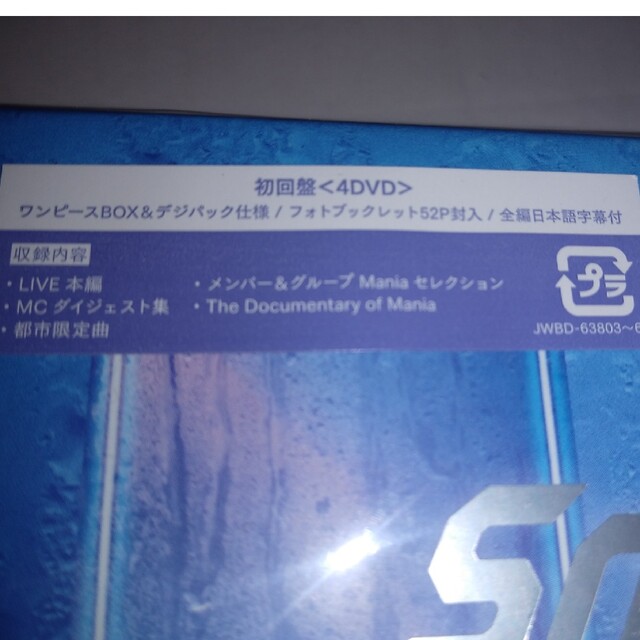 初回盤<4DVD>
ワンピースBOX&デジパック仕様 / フォトブックレット52P封入 / 全編日本語字幕付
収録内容
・LIVE 本編
・MC ダイジェスト集
・都市限定曲
・メンバー&グループ Mania セレクション
・The Documentary of Mania
プラ
JWBD-63803~6